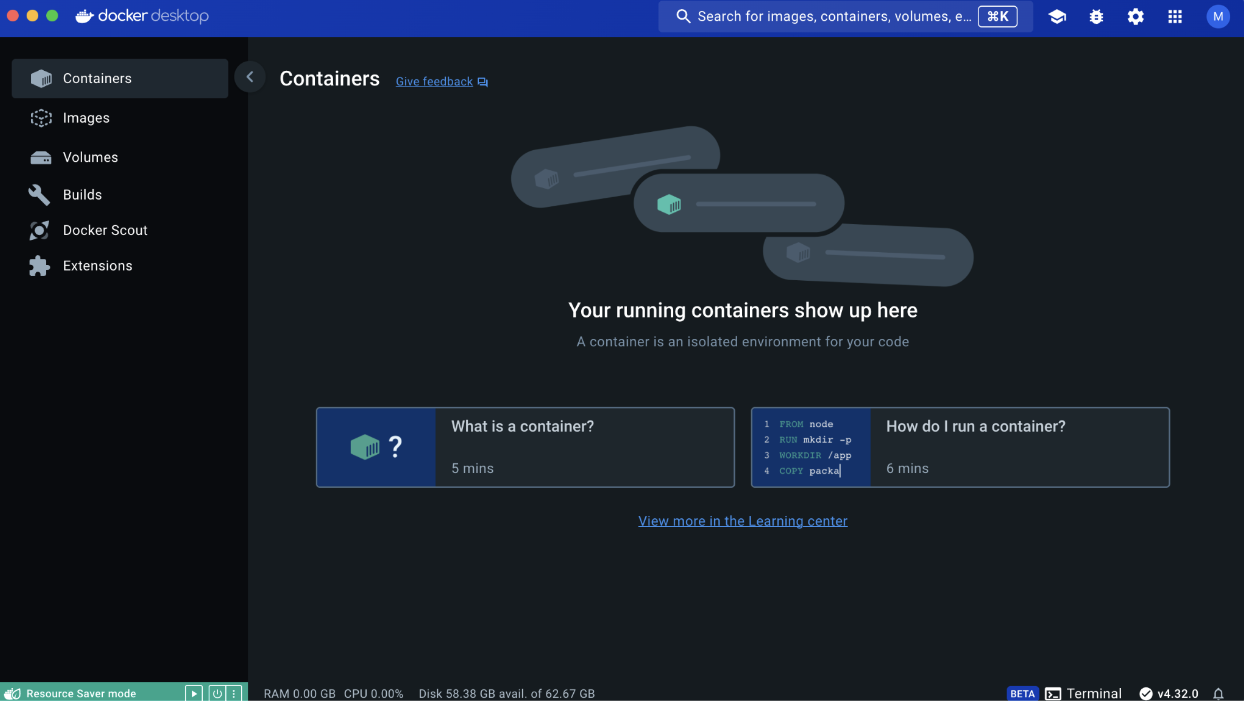 docker desktop
Search for images, containers, volumes, e...
⌘K
M
Containers
Images
Volumes
Builds
Docker Scout
Extensions
Containers
Give feedback
Your running containers show up here
A container is an isolated environment for your code
?
What is a container?
5 mins
1 FROM node
2 RUN mkdir -p
3 WORKDIR /app
4 COPY packa
How do I run a container?
6 mins
View more in the Learning center
Resource Saver mode
RAM 0.00 GB CPU 0.00% Disk 58.38 GB avail. of 62.67 GB
BETA Terminal v4.32.0